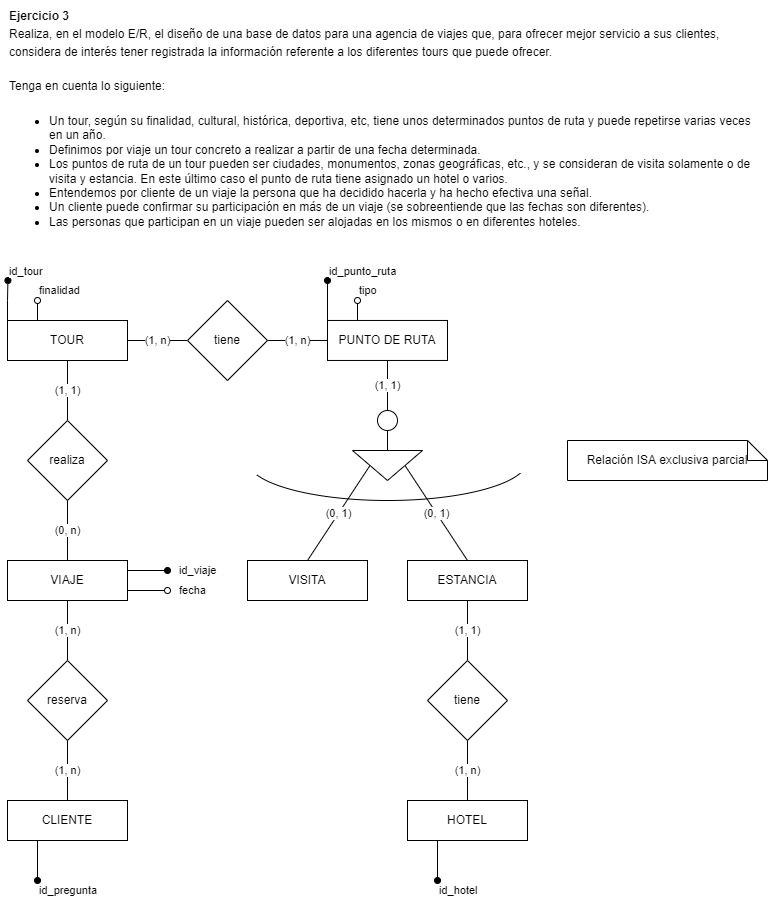 Ejercicio 3
Realiza, en el modelo E/R, el diseño de una base de datos para una agencia de viajes que, para ofrecer mejor servicio a sus clientes,
considera de interés tener registrada la información referente a los diferentes tours que puede ofrecer.
Tenga en cuenta lo siguiente:
• Un tour, según su finalidad, cultural, histórica, deportiva, etc, tiene unos determinados puntos de ruta y puede repetirse varias veces
en un año.
• Definimos por viaje un tour concreto a realizar a partir de una fecha determinada.
• Los puntos de ruta de un tour pueden ser ciudades, monumentos, zonas geográficas, etc., y se consideran de visita solamente o de
visita y estancia. En este último caso el punto de ruta tiene asignado un hotel o varios.
• Entendemos por cliente de un viaje la persona que ha decidido hacerla y ha hecho efectiva una señal.
• Un cliente puede confirmar su participación en más de un viaje (se sobreentiende que las fechas son diferentes).
• Las personas que participan en un viaje pueden ser alojadas en los mismos o en diferentes hoteles.
id_tour
id_punto_ruta
finalidad
tipo
TOUR
(1, n)
tiene
(1, n)
PUNTO DE RUTA
(1, 1)
(1, 1)
realiza
Relación ISA exclusiva parcial
(0, 1)
(0, 1)
(0, n)
VIAJE
id_viaje
fecha
VISITA
ESTANCIA
(1, n)
(1, 1)
reserva
tiene
(1, n)
(1, n)
CLIENTE
HOTEL
id_pregunta
id_hotel